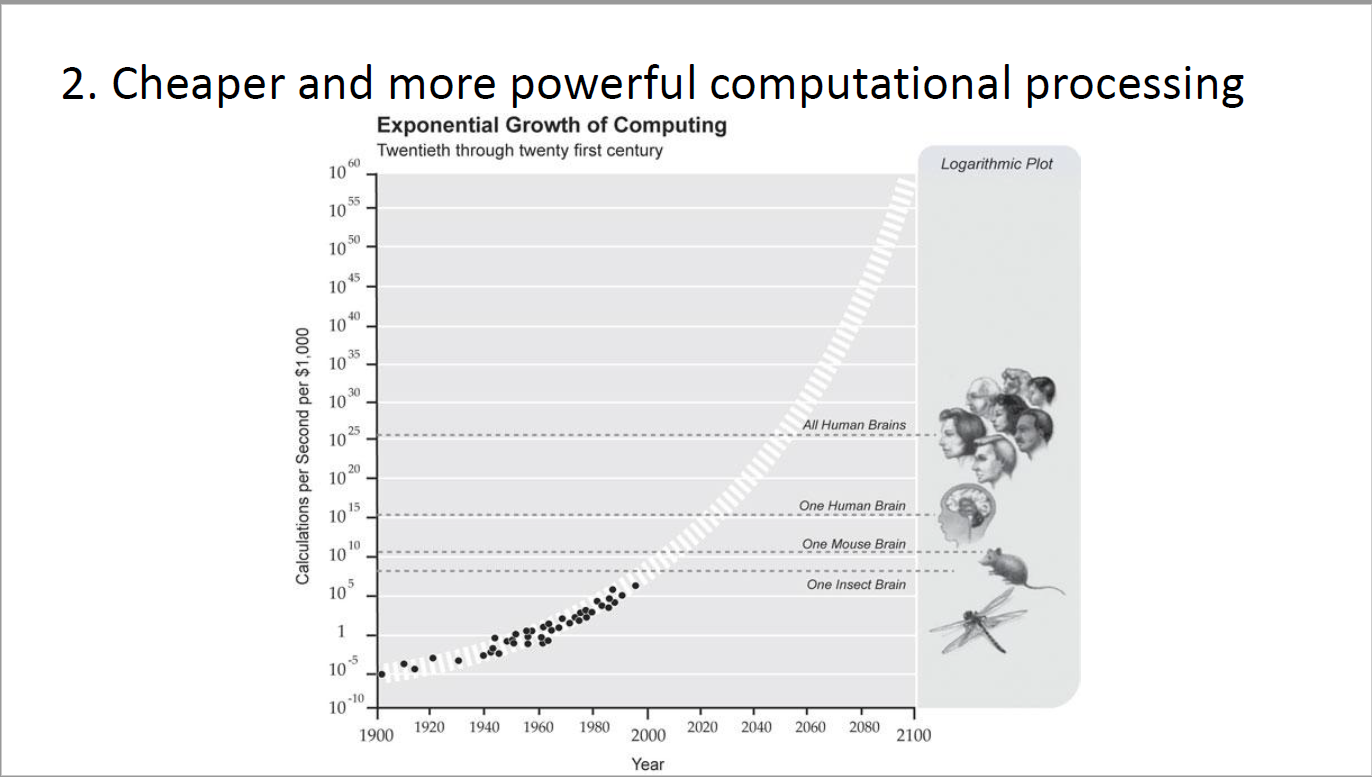 2. Cheaper and more powerful computational processing
Exponential Growth of Computing
Twentieth through twenty first century
Logarithmic Plot
10^60
10^55
10^50
10^45
10^40
10^35
10^30
10^25
10^20
10^15
10^10
10^5
1
10^-5
10^-10
Calculations per Second per $1,000
All Human Brains
One Human Brain
One Mouse Brain
One Insect Brain
1900 1920 1940 1960 1980 2000 2020 2040 2060 2080 2100
Year